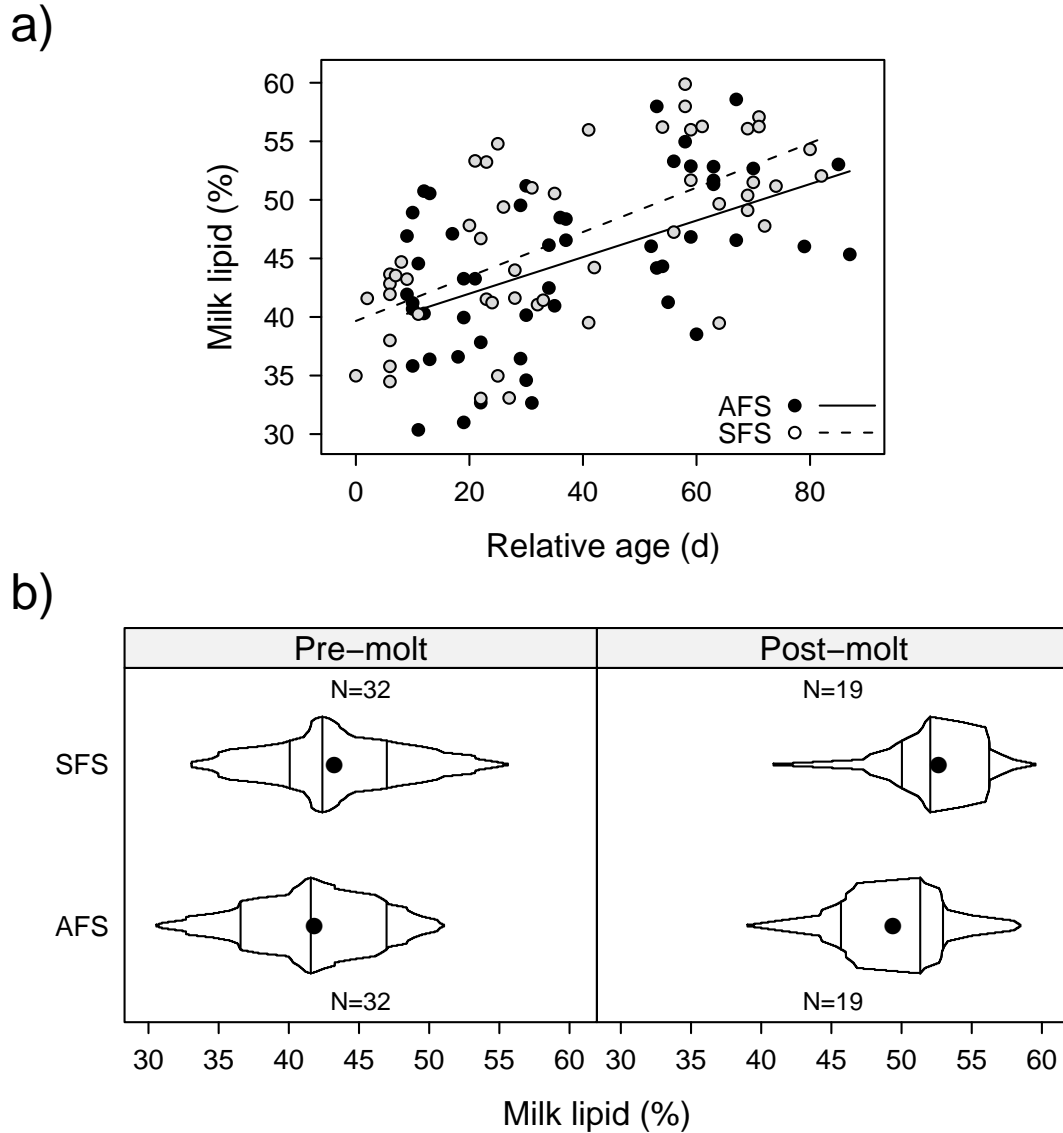 a)
Milk lipid (%)
60
55
50
45
40
35
30
AFS
SFS
0 20 40 60 80
Relative age (d)
b)
Pre−molt Post−molt
N=32 N=19
SFS
AFS
N=32 N=19
30 35 40 45 50 55 60 30 35 40 45 50 55 60
Milk lipid (%)